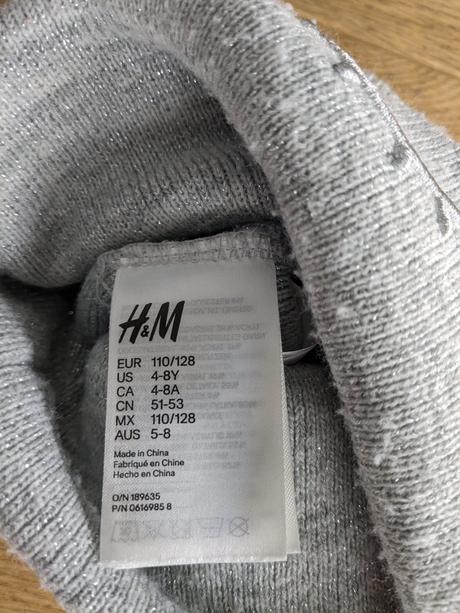 H&M
EUR 110/128
US 4-8Y
CA 4-8A
CN 51-53
MX 110/128
AUS 5-8
Made in China
Fabriqué en Chine
Hecho en China
O/N 189635
P/N 0616985 8